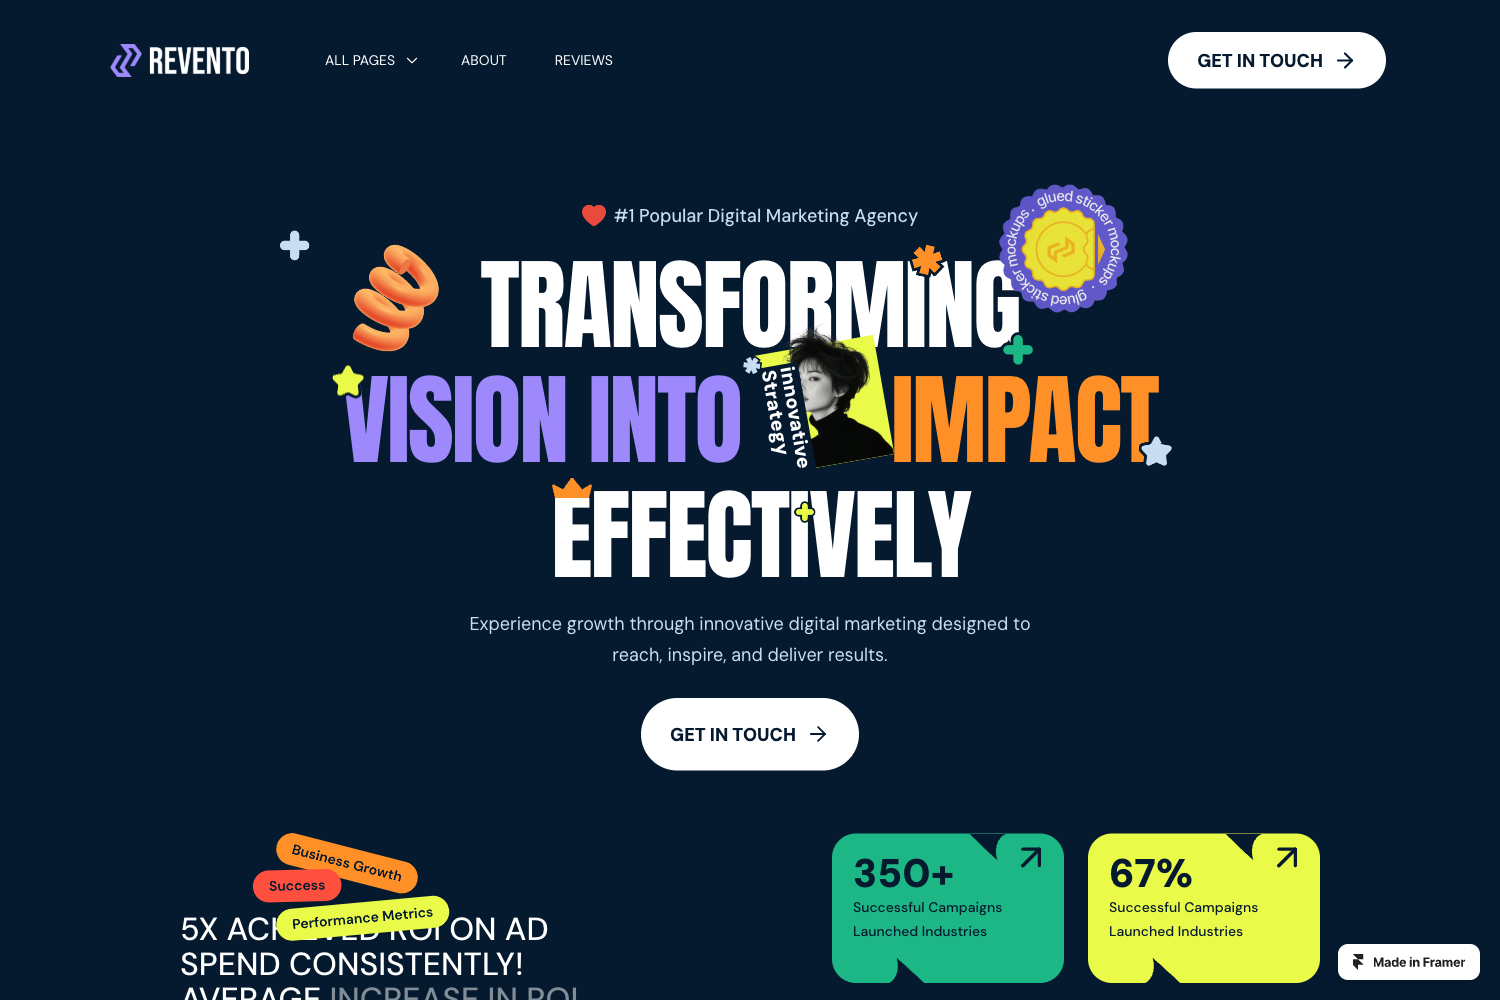 REVENTO
ALL PAGES
ABOUT
REVIEWS
GET IN TOUCH
#1 Popular Digital Marketing Agency
glued sticker mockups . glued sticker mockups .
TRANSFORMING
VISION INTO
innovative
Strategy
IMPACT
EFFECTIVELY
Experience growth through innovative digital marketing designed to
reach, inspire, and deliver results.
GET IN TOUCH
Business Growth
Success
Performance Metrics
5X ACHIEVED ROI ON AD
SPEND CONSISTENTLY!
AVERAGE INCREASE IN ROI
350+
Successful Campaigns
Launched Industries
67%
Successful Campaigns
Launched Industries
Made in Framer